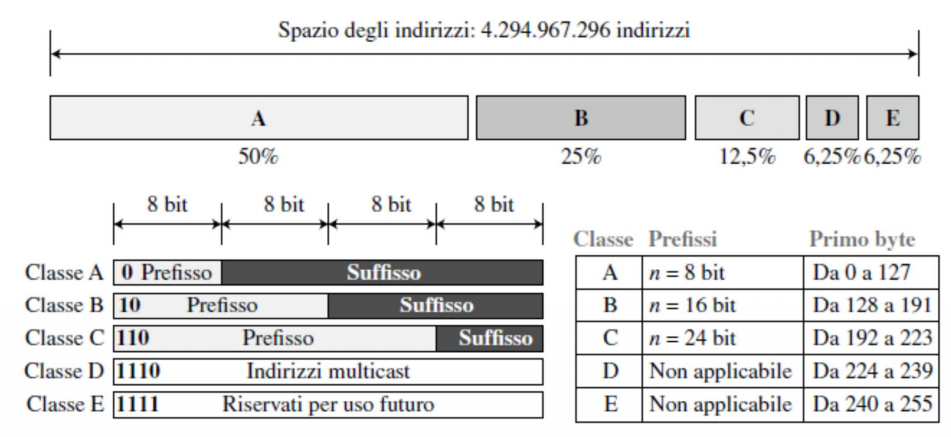 Spazio degli indirizzi: 4.294.967.296 indirizzi
A B C D E
50% 25% 12,5% 6,25% 6,25%
8 bit 8 bit 8 bit 8 bit
Classe A 0 Prefisso Suffisso
Classe B 10 Prefisso Suffisso
Classe C 110 Prefisso Suffisso
Classe D 1110 Indirizzi multicast
Classe E 1111 Riservati per uso futuro
Classe Prefissi Primo byte
A n = 8 bit Da 0 a 127
B n = 16 bit Da 128 a 191
C n = 24 bit Da 192 a 223
D Non applicabile Da 224 a 239
E Non applicabile Da 240 a 255